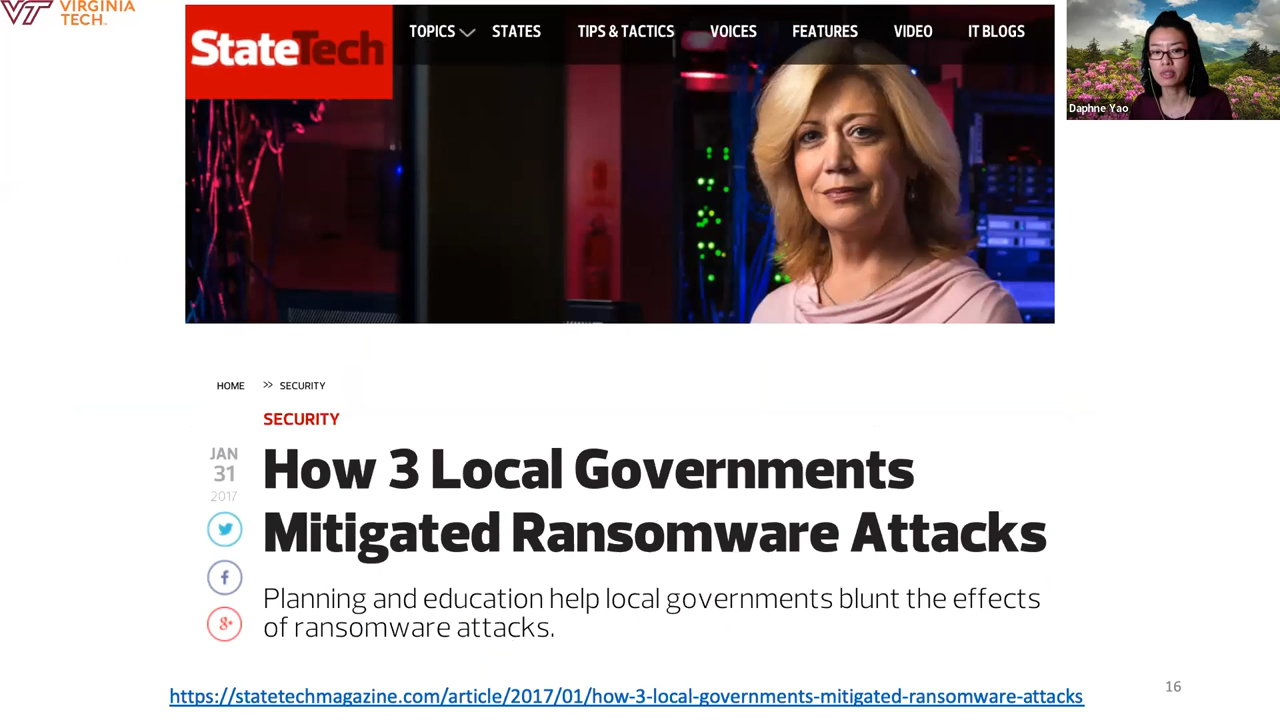 VIRGINIA
TECH
StateTech
TOPICS STATES TIPS & TACTICS VOICES FEATURES VIDEO IT BLOGS
Daphne Yao
HOME >> SECURITY
SECURITY
JAN
31
2017
How 3 Local Governments
Mitigated Ransomware Attacks
Planning and education help local governments blunt the effects
of ransomware attacks.
https://statetechmagazine.com/article/2017/01/how-3-local-governments-mitigated-ransomware-attacks
16